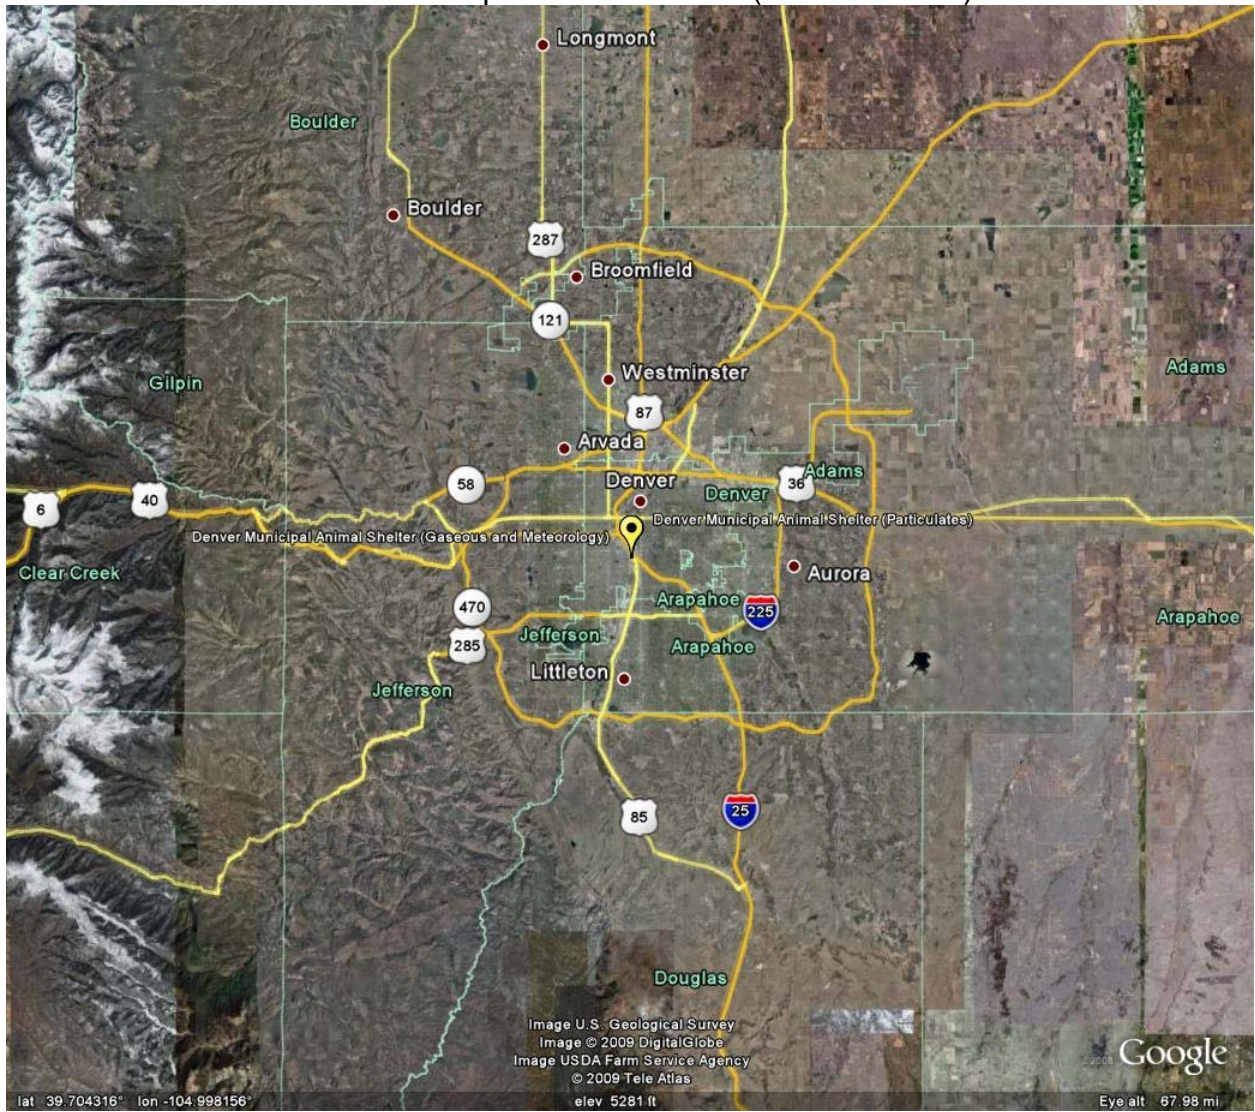 Longmont
Boulder
Boulder
287
Broomfield
121
Westminster
Gilpin
Adams
87
Arvada
58
Denver
36
Adams
Denver
6
40
Denver Municipal Animal Shelter (Particulates)
Denver Municipal Animal Shelter (Gaseous and Meteorology)
Clear Creek
Aurora
470
Arapahoe
225
Arapahoe
Jefferson
285
Arapahoe
Littleton
Jefferson
85
25
Douglas
Image U.S. Geological Survey
Image © 2009 DigitalGlobe
Image USDA Farm Service Agency
© 2009 Tele Atlas
© 2008 Google
lat 39.704316° lon -104.998156° elev 5281 ft Eye alt 67.98 mi